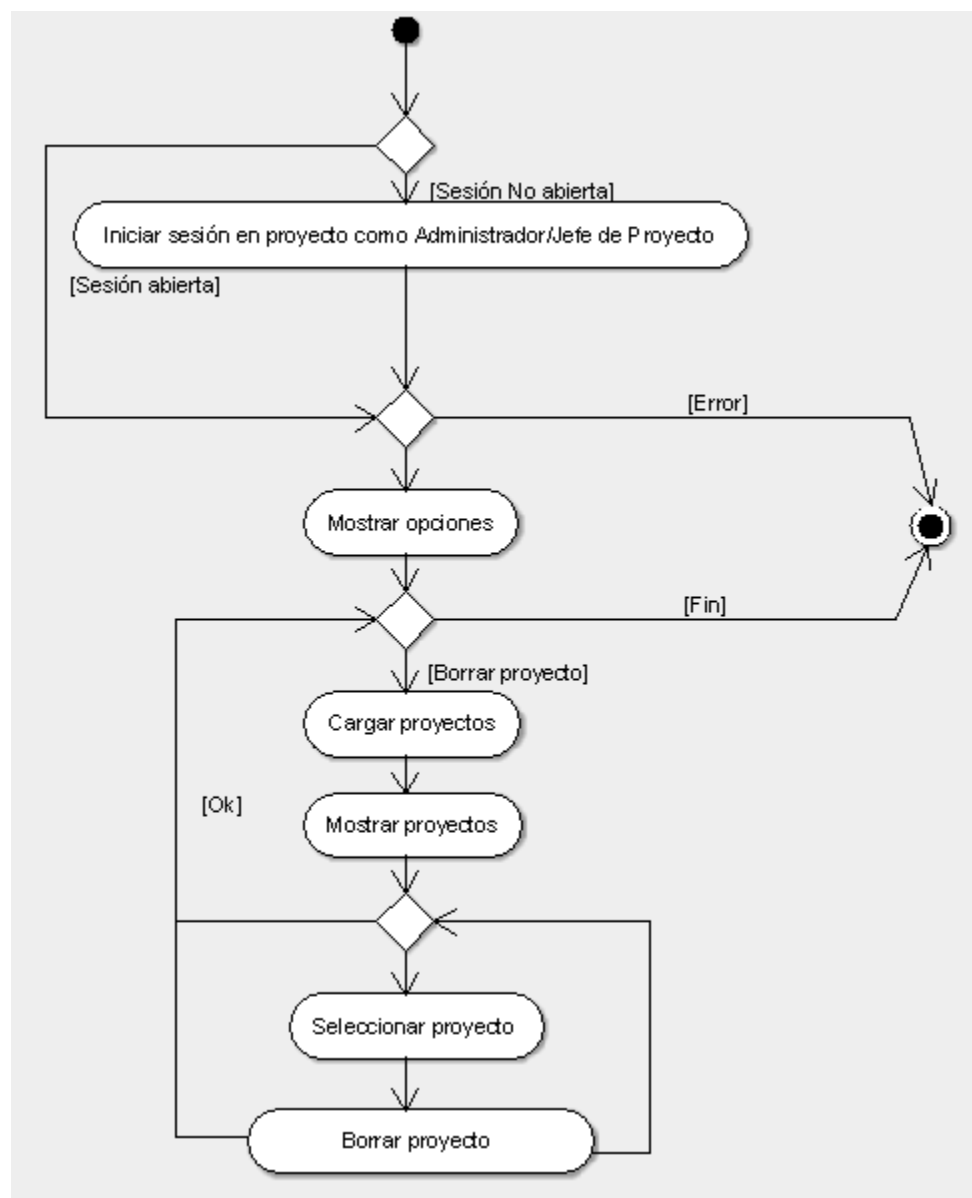 [Sesión No abierta]
Iniciar sesión en proyecto como Administrador/Jefe de Proyecto
[Sesión abierta]
[Error]
Mostrar opciones
[Fin]
[Borrar proyecto]
Cargar proyectos
[Ok]
Mostrar proyectos
Seleccionar proyecto
Borrar proyecto